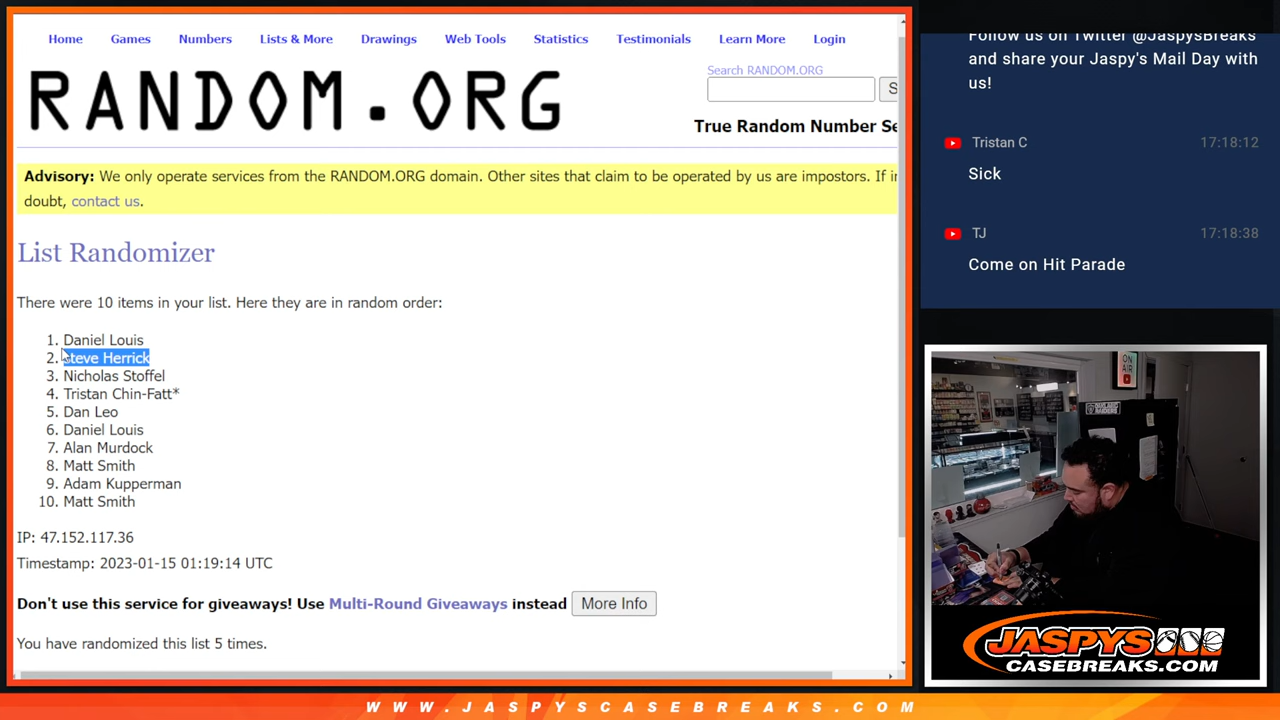 Home Games Numbers Lists & More Drawings Web Tools Statistics Testimonials Learn More Login
RANDOM.ORG
Search RANDOM.ORG
True Random Number Se
Advisory: We only operate services from the RANDOM.ORG domain. Other sites that claim to be operated by us are impostors. If in
doubt, contact us.
List Randomizer
There were 10 items in your list. Here they are in random order:
1. Daniel Louis
2. Steve Herrick
3. Nicholas Stoffel
4. Tristan Chin-Fatt*
5. Dan Leo
6. Daniel Louis
7. Alan Murdock
8. Matt Smith
9. Adam Kupperman
10. Matt Smith
IP: 47.152.117.36
Timestamp: 2023-01-15 01:19:14 UTC
Don't use this service for giveaways! Use Multi-Round Giveaways instead More Info
You have randomized this list 5 times.
Follow us on Twitter @JaspysBreaks
and share your Jaspy's Mail Day with
us!
Tristan C 17:18:12
Sick
TJ 17:18:38
Come on Hit Parade
ON
AIR
JASPYS
CASEBREAKS.COM
WWW.JASPYSCASEBREAKS.COM